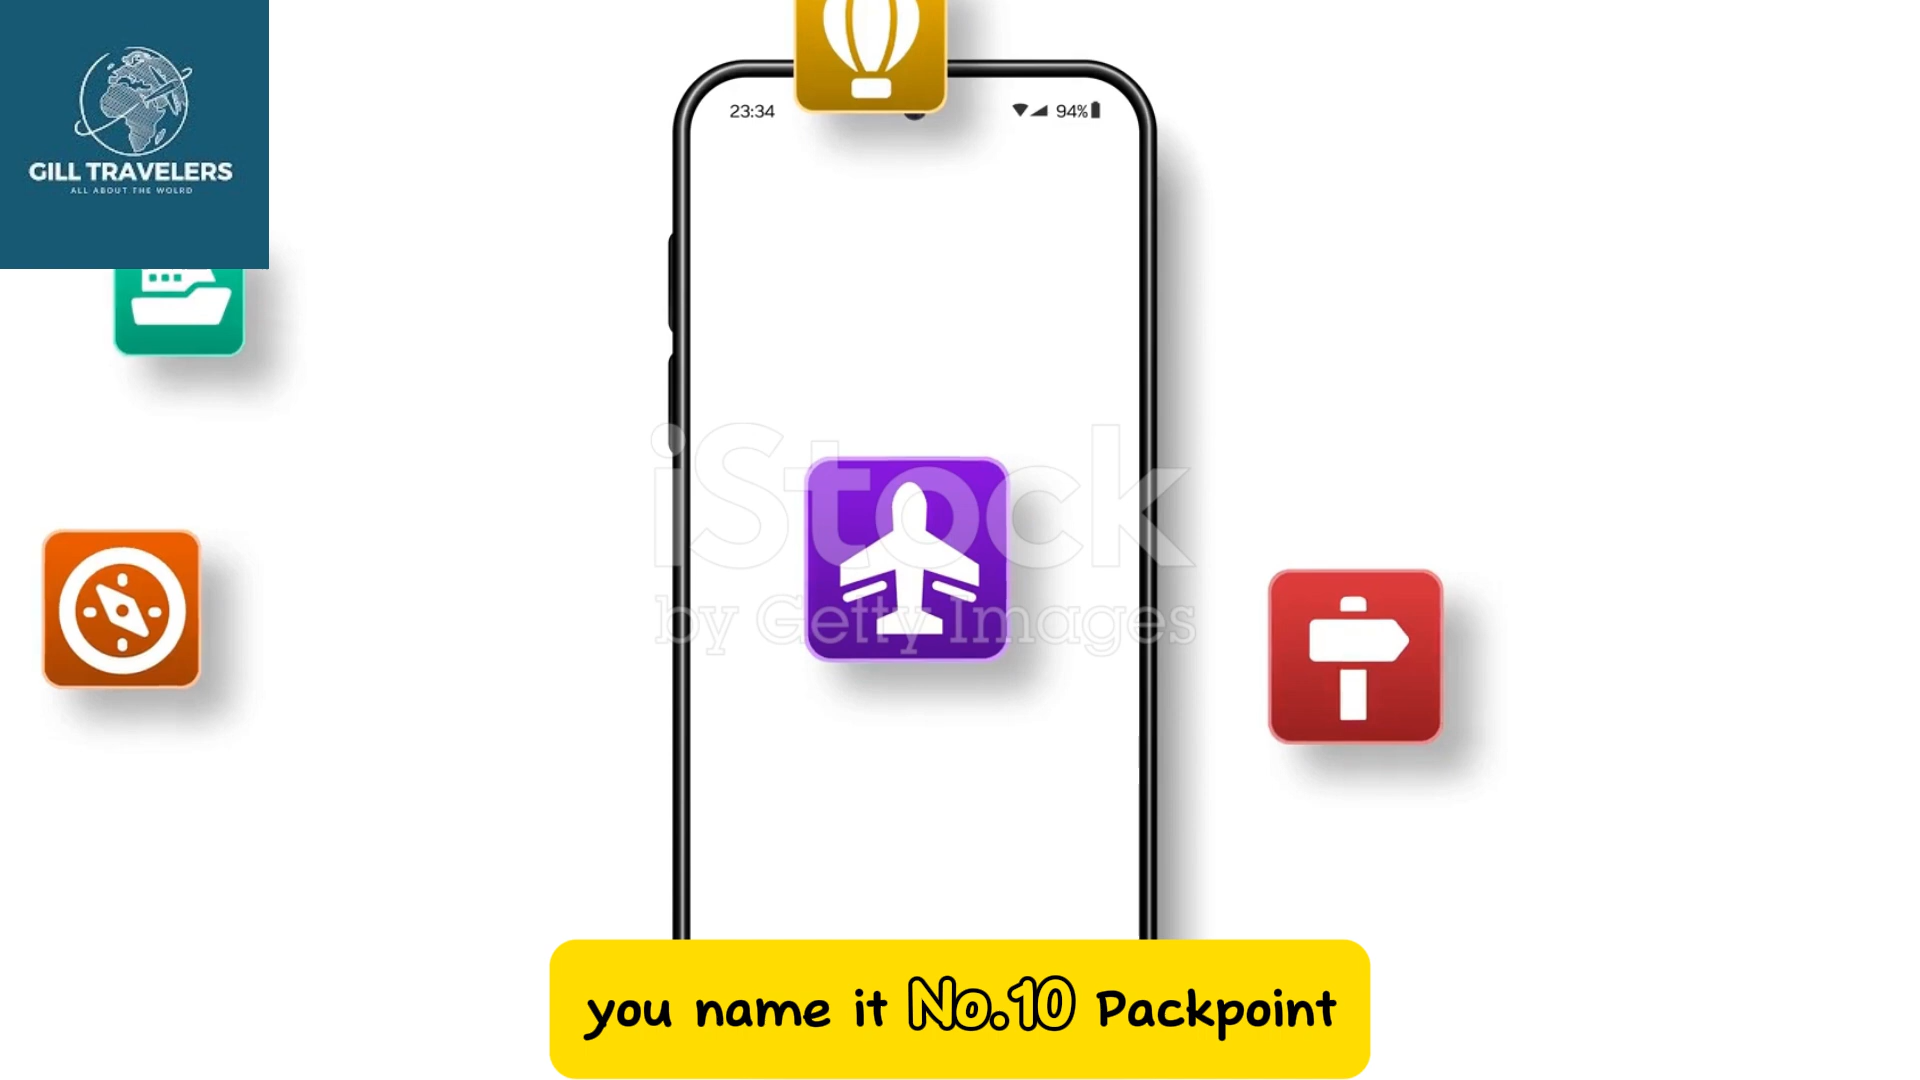 GILL TRAVELERS
ALL ABOUT THE WOLRD
23:34
94%
iStock
by Getty Images
you name it No.10 Packpoint